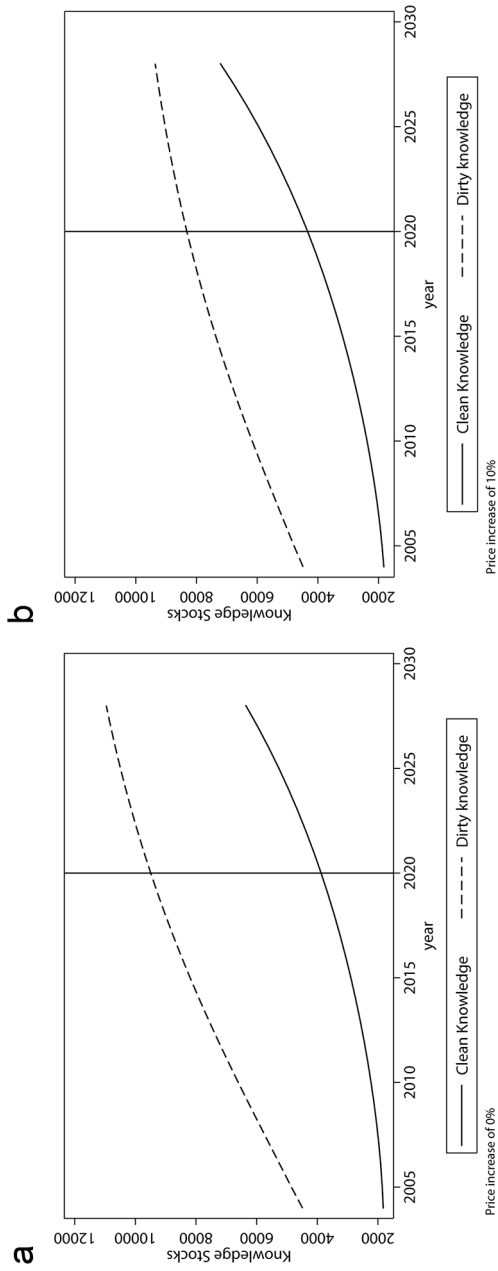 a
12000
10000
8000
6000
4000
2000
Knowledge Stocks
2005
2010
2015
2020
2025
2030
year
Clean Knowledge
Dirty knowledge
Price increase of 0%
b
12000
10000
8000
6000
4000
2000
Knowledge Stocks
2005
2010
2015
2020
2025
2030
year
Clean Knowledge
Dirty knowledge
Price increase of 10%